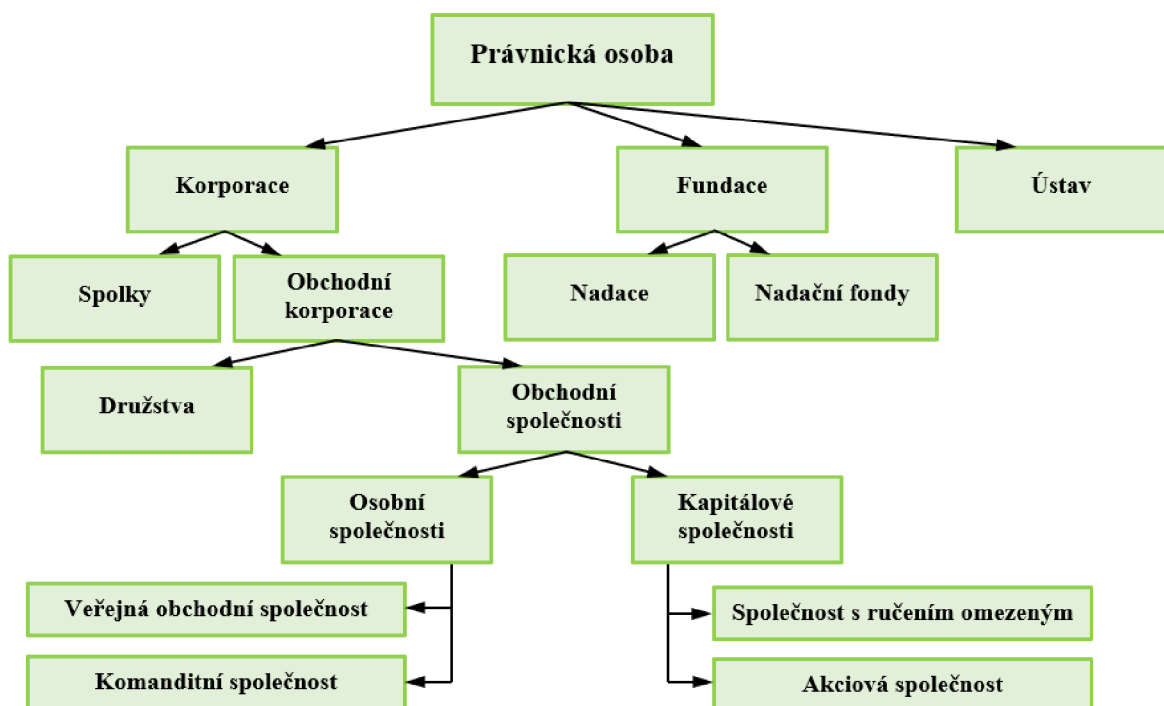 Právnická osoba
Korporace
Fundace
Ústav
Spolky
Obchodní
korporace
Nadace
Nadační fondy
Družstva
Obchodní
společnosti
Osobní
společnosti
Kapitálové
společnosti
Veřejná obchodní společnost
Společnost s ručením omezeným
Komanditní společnost
Akciová společnost